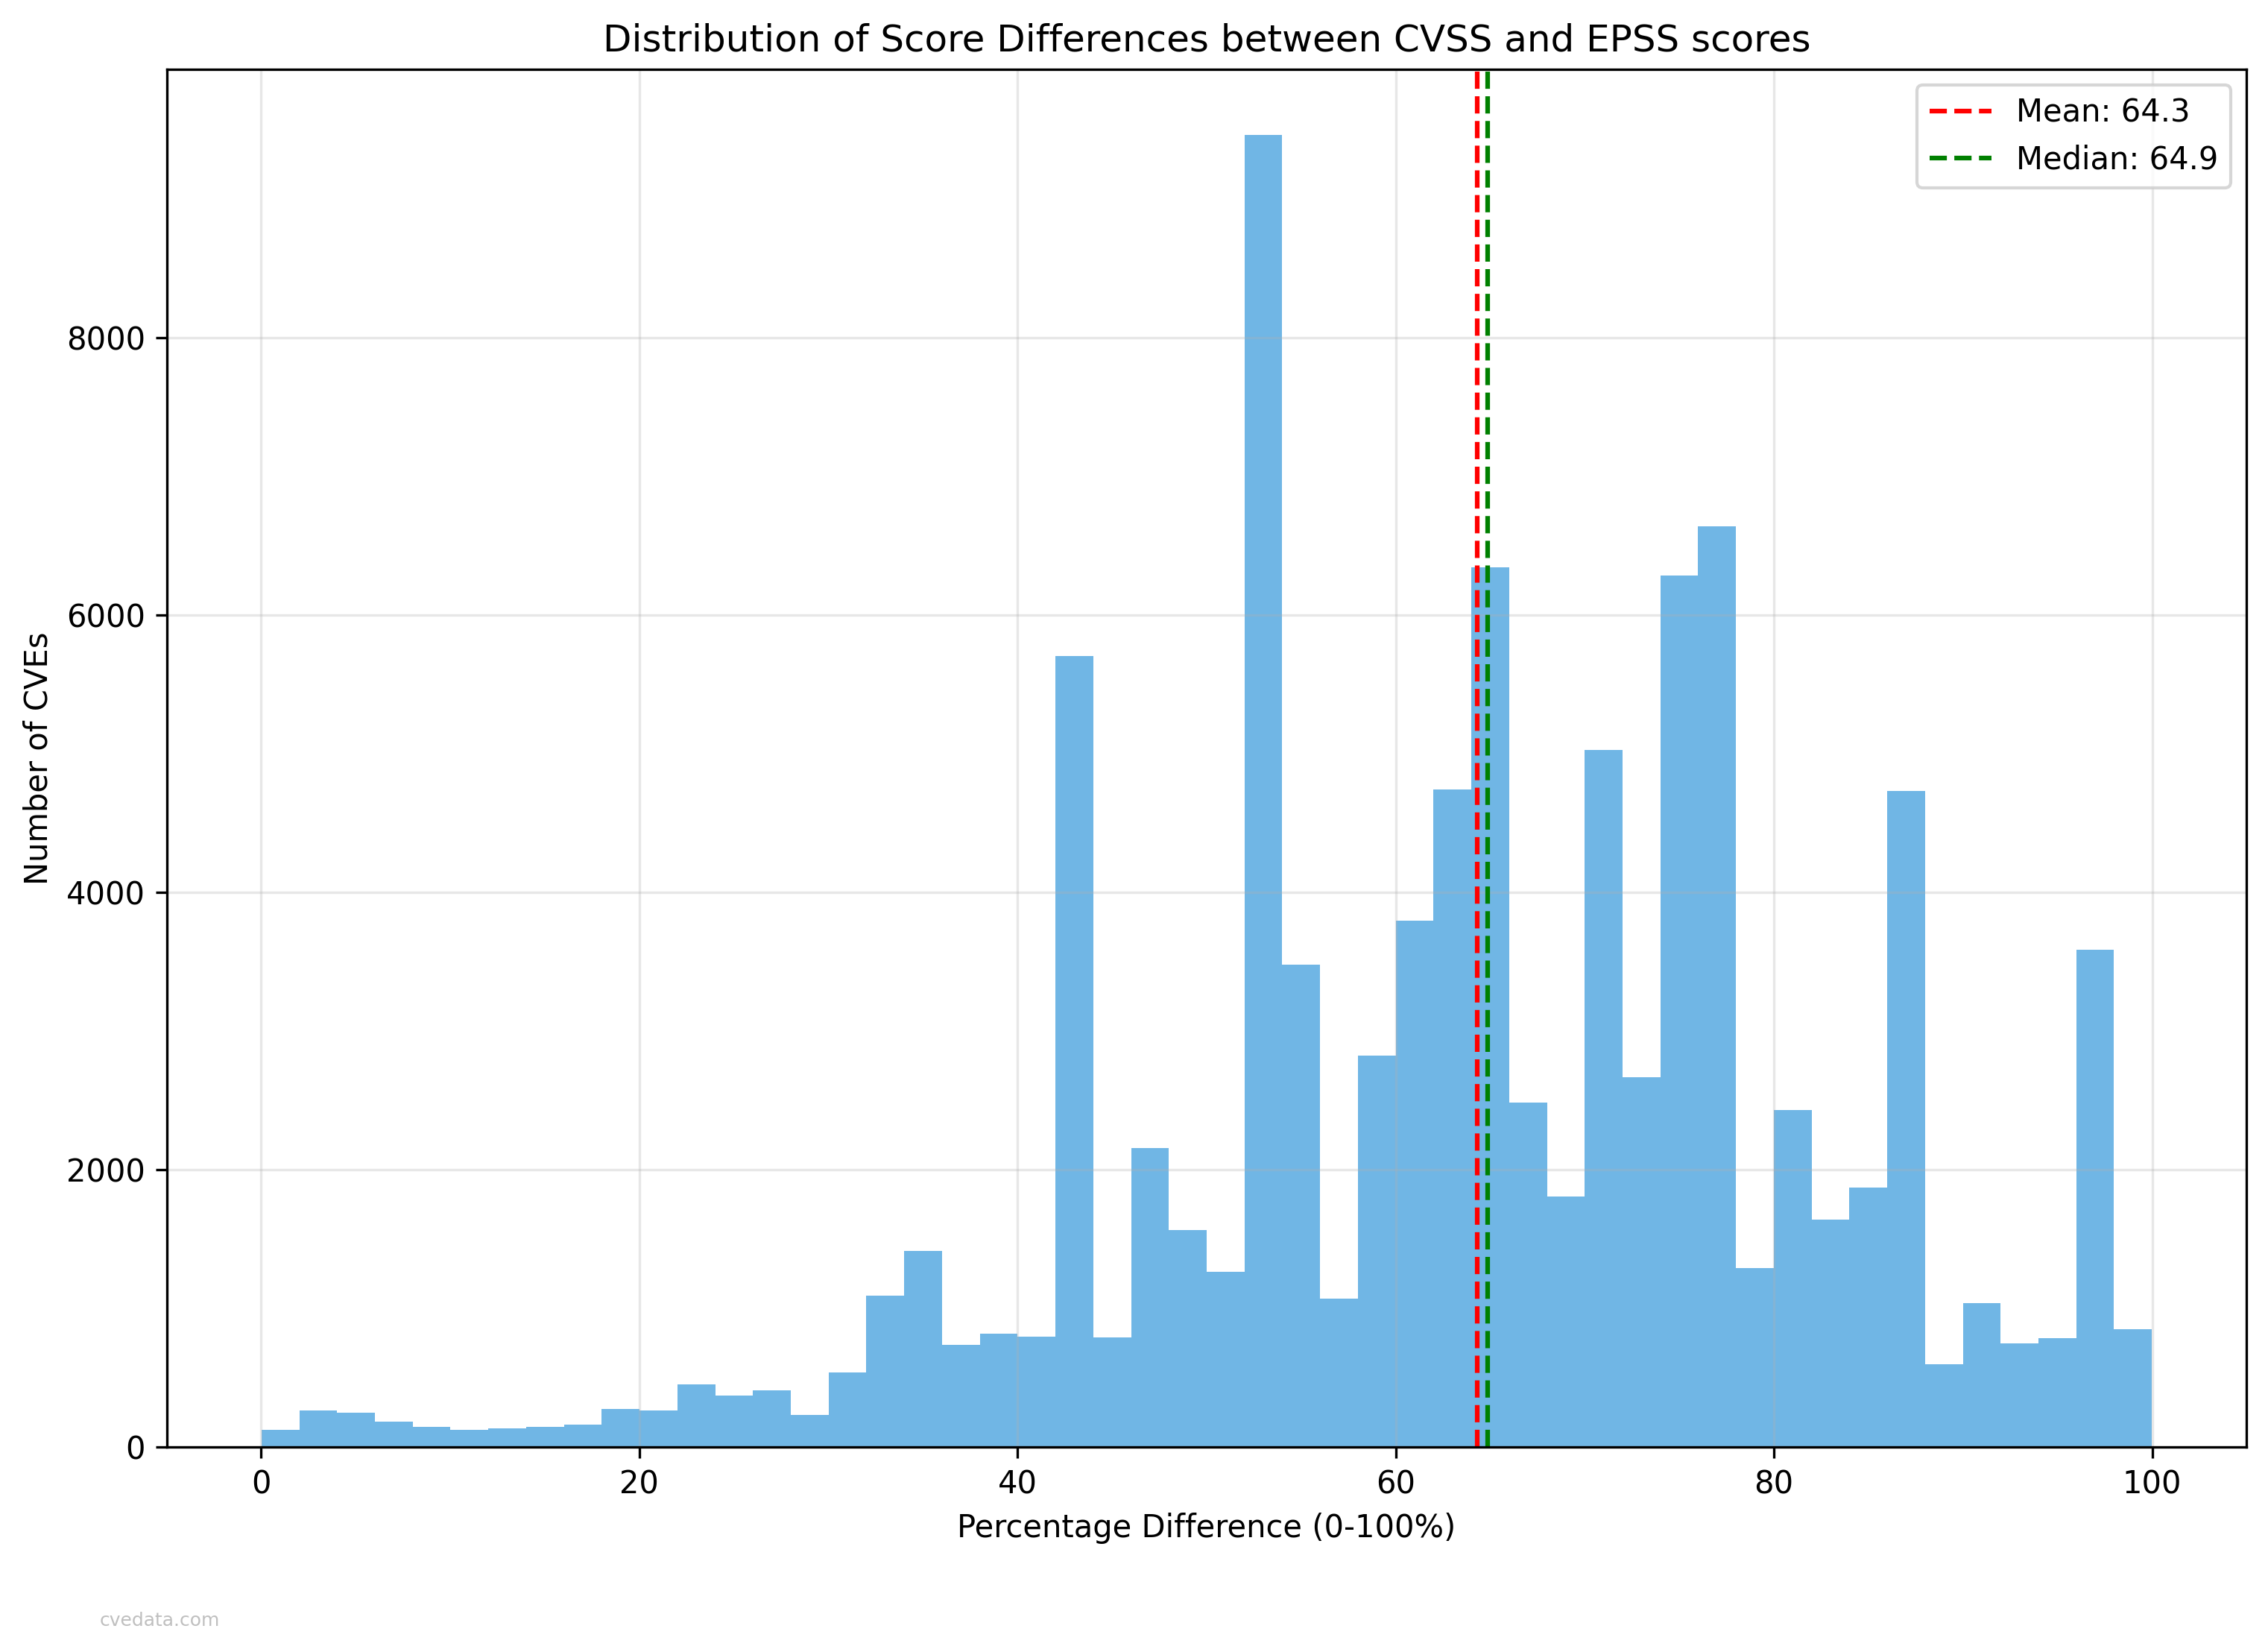 Distribution of Score Differences between CVSS and EPSS scores
Mean: 64.3
Median: 64.9
Number of CVEs
8000
6000
4000
2000
0
0 20 40 60 80 100
Percentage Difference (0-100%)
cvedata.com